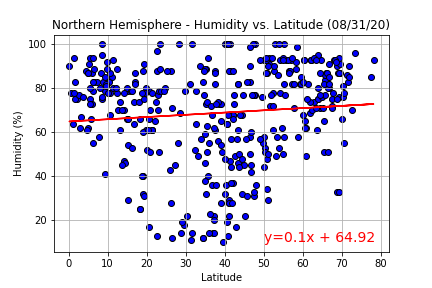 Northern Hemisphere - Humidity vs. Latitude (08/31/20)
Humidity (%)
100
80
60
40
20
y=0.1x + 64.92
0 10 20 30 40 50 60 70 80
Latitude